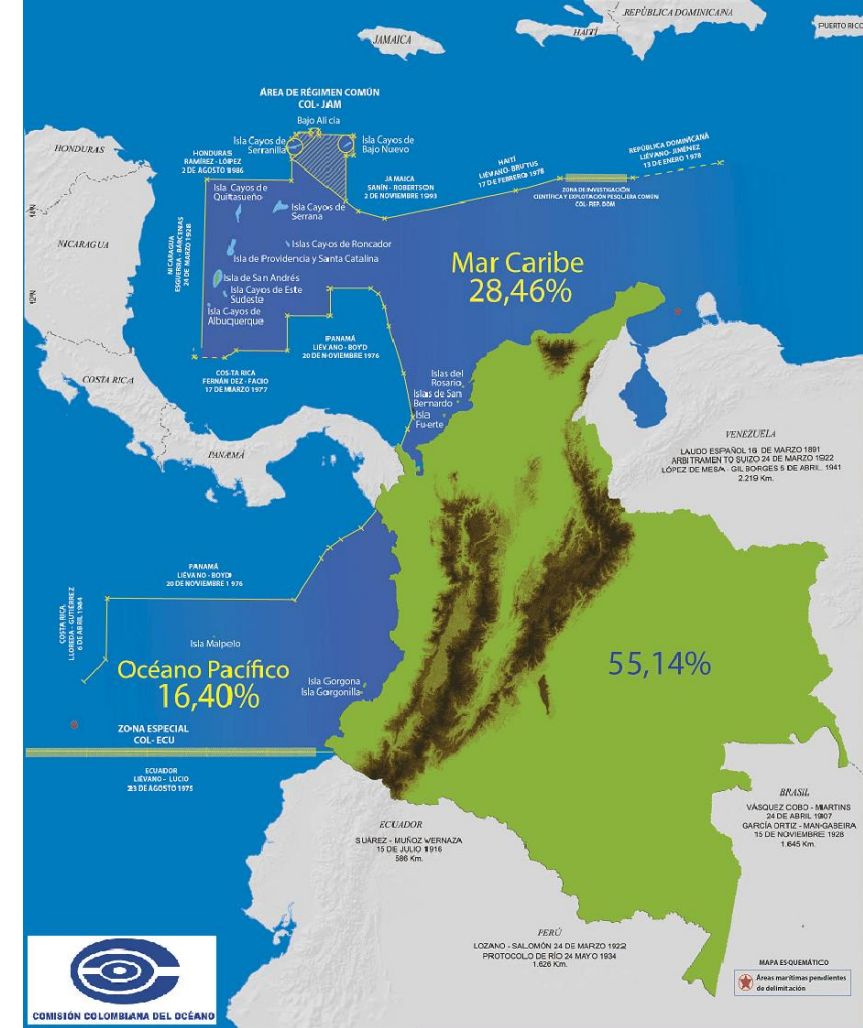 REPÚBLICA DOMINICANA
PUERTO RICO
HAITÍ
JAMAICA
ÁREA DE RÉGIMEN COMÚN
COL- JAM
Bajo Alicia
Isla Cayos de
Serranilla
Isla Cayos de
Bajo Nuevo
HONDURAS
HONDURAS
RAMÍREZ - LÓPEZ
2 DE AGOSTO 1986
JAMAICA
SANÍN - ROBERTSON
2 DE NOVIEMBRE 1993
HAITÍ
LIÉVANO- BRUTUS
17 DE FEBRERO 1978
REPÚBLICA DOMINICANA
LIÉVANO- JIMÉNEZ
13 DE ENERO 1978
ZONA DE INVESTIGACIÓN
CIENTÍFICA Y EXPLOTACIÓN PESQUERA COMÚN
COL- REP. DOM
Isla Cayos de
Quitasueño
Isla Cayos de
Serrana
NICARAGUA
NICARAGUA
ESGUERRA - BÁRCENAS
24 DE MARZO 1928
Islas Cayos de Roncador
Isla de Providencia y Santa Catalina
Isla de San Andrés
Isla Cayos de Este
Sudeste
Isla Cayos de
Albuquerque
Mar Caribe
28,46%
PANAMÁ
LIÉVANO - BOYD
20 DE NOVIEMBRE 1976
COSTA RICA
FERNÁNDEZ - FACIO
17 DE MARZO 1977
COSTA RICA
Islas del
Rosario
Islas de San
Bernardo
Isla
Fuerte
PANAMÁ
VENEZUELA
LAUDO ESPAÑOL 16 DE MARZO 1891
ARBITRAMENTO SUIZO 24 DE MARZO 1922
LÓPEZ DE MESA - GIL BORGES 5 DE ABRIL 1941
2.219 Km.
PANAMÁ
LIÉVANO - BOYD
20 DE NOVIEMBRE 1976
COSTA RICA
LLOREDA - GUTIÉRREZ
6 DE ABRIL 1984
Isla Malpelo
Océano Pacífico
16,40%
Isla Gorgona
Isla Gorgonilla
55,14%
ZONA ESPECIAL
COL- ECU
ECUADOR
LIÉVANO - LUCIO
23 DE AGOSTO 1975
ECUADOR
SUÁREZ - MUÑOZ VERNAZA
15 DE JULIO 1916
586 Km.
BRASIL
VÁSQUEZ COBO - MARTINS
24 DE ABRIL 1907
GARCÍA ORTIZ - MANGABEIRA
15 DE NOVIEMBRE 1928
1.645 Km.
PERÚ
LOZANO - SALOMÓN 24 DE MARZO 1922
PROTOCOLO DE RÍO 24 MAYO 1934
1.626 Km.
MAPA ESQUEMÁTICO
Áreas marítimas pendientes
de delimitación
COMISIÓN COLOMBIANA DEL OCÉANO